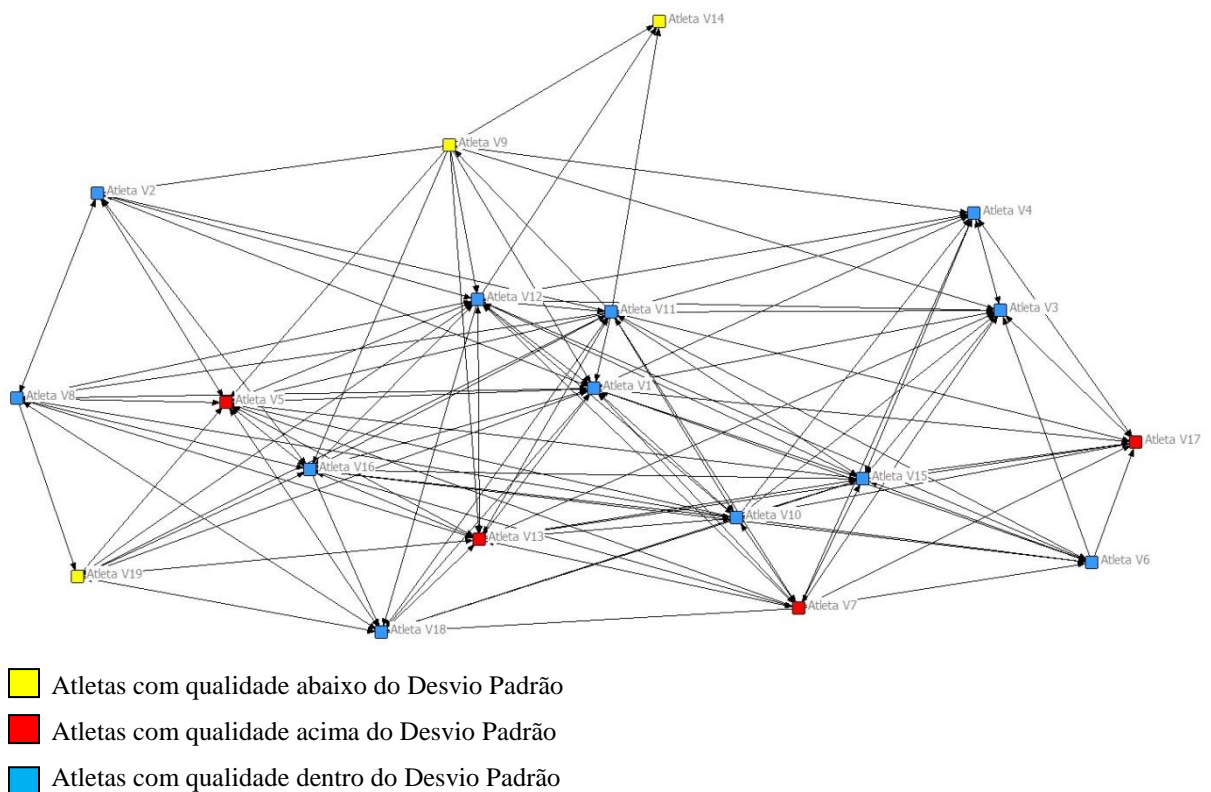 Atleta V14
Atleta V9
Atleta V2
Atleta V4
Atleta V12
Atleta V11
Atleta V3
Atleta V1
Atleta V8
Atleta V5
Atleta V17
Atleta V16
Atleta V15
Atleta V10
Atleta V13
Atleta V6
Atleta V19
Atleta V7
Atleta V18
Atletas com qualidade abaixo do Desvio Padrão
Atletas com qualidade acima do Desvio Padrão
Atletas com qualidade dentro do Desvio Padrão